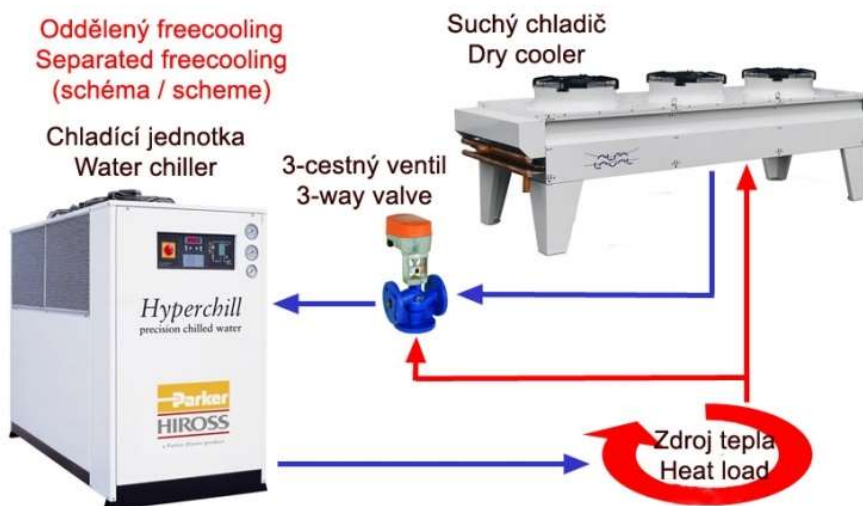 Oddělený freecooling
Separated freecooling
(schéma / scheme)
Suchý chladič
Dry cooler
Chladící jednotka
Water chiller
3-cestný ventil
3-way valve
Hyperchill
precision chilled water
Parker
HIROSS
Zdroj tepla
Heat load